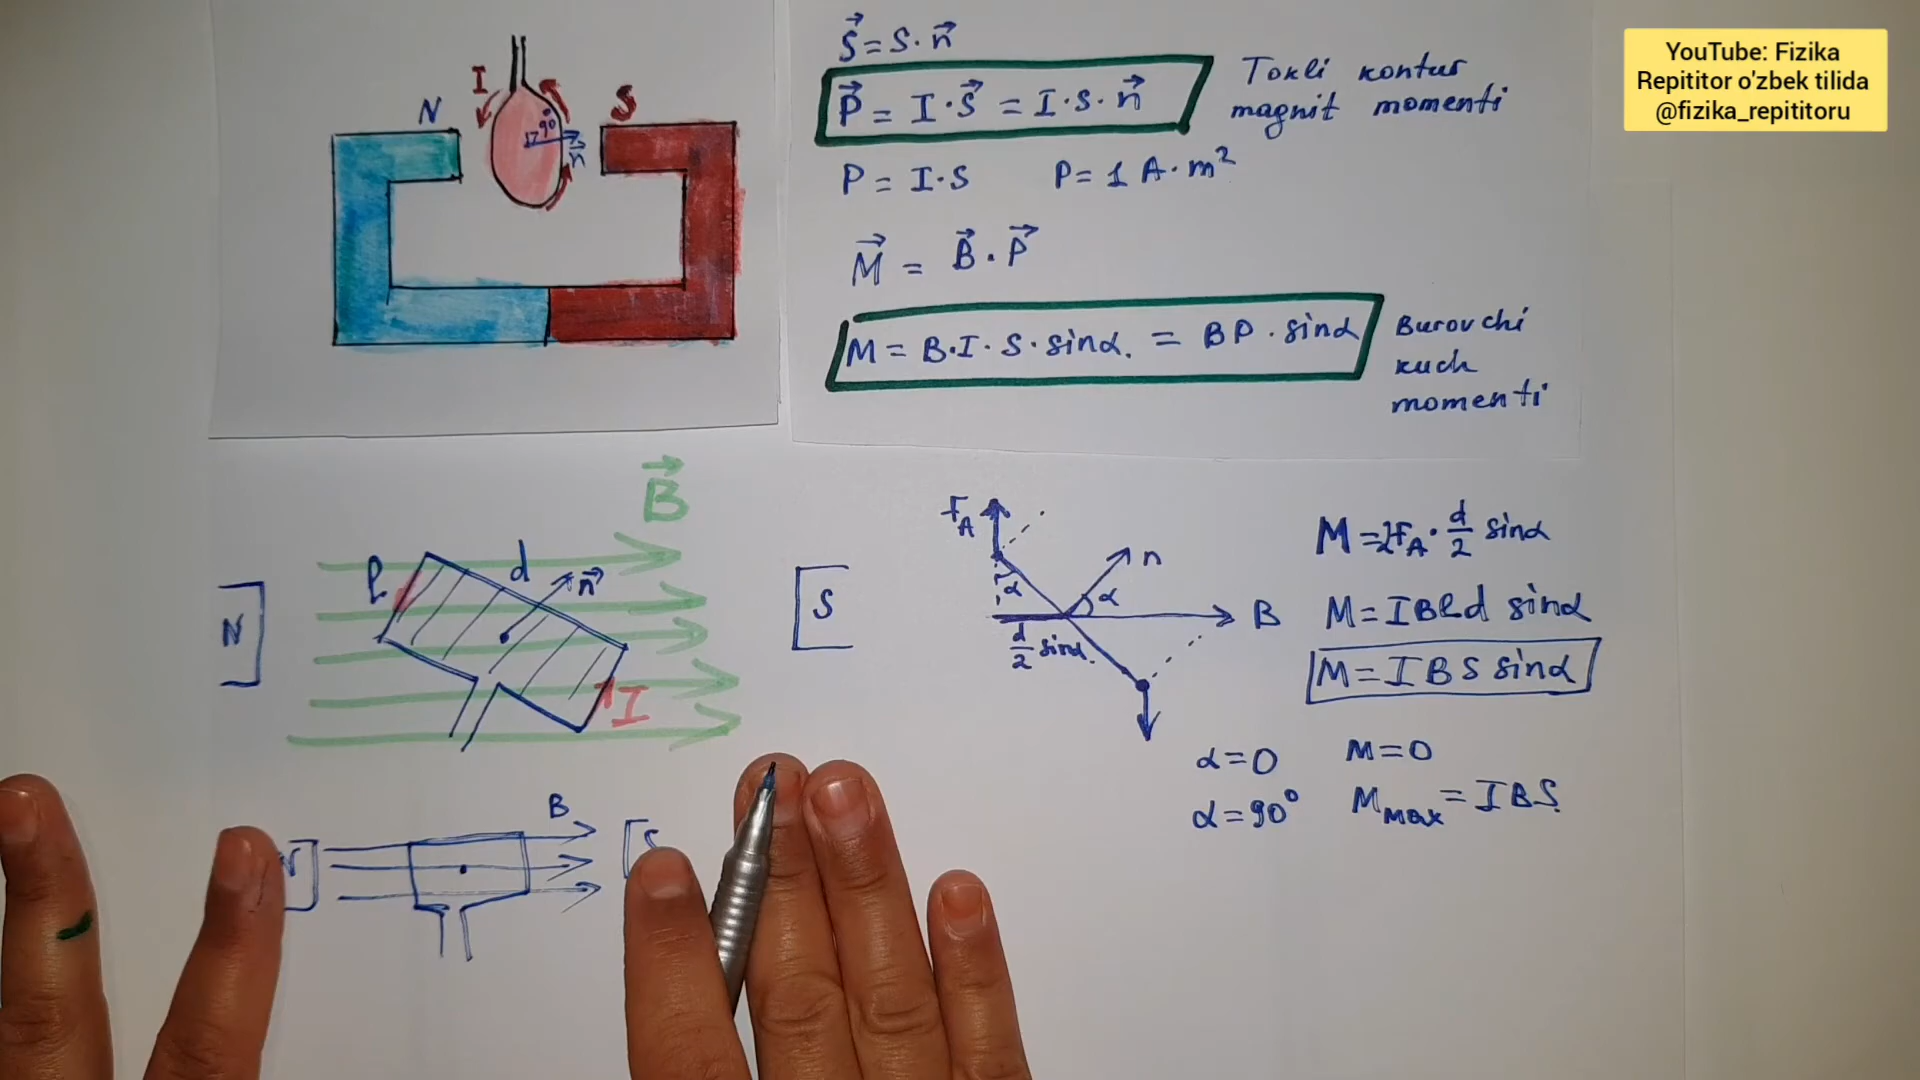 YouTube: Fizika
Repititor o'zbek tilida
@fizika_repititoru
N
I
90°
n⃗
S
S⃗ = S · n⃗
P⃗ = I · S⃗ = I · S · n⃗
Tokli kontur
magnit momenti
P = I · S
P = 1 A · m²
M⃗ = B⃗ · P⃗
M = B · I · S · sinα. = BP · sinα
Burovchi
kuch
momenti
B⃗
N
ℓ
d
n⃗
I
S
F_A
α
n
α
B
d/2 sinα.
M = 2F_A · d/2 sinα
M = IBℓd sinα
M = IBS sinα
α = 0
M = 0
α = 90°
M_max = IBS
B
N